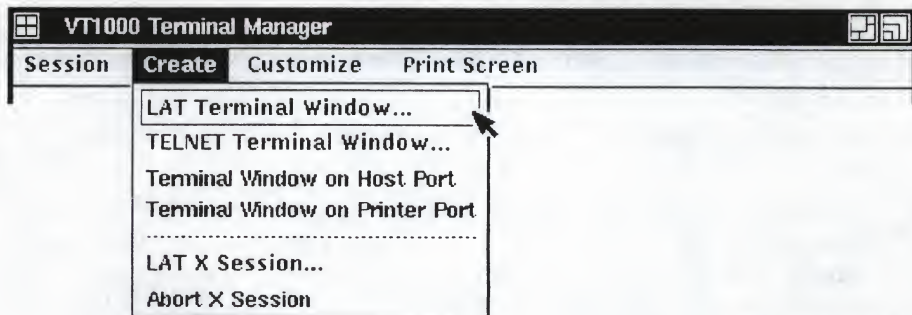 VT1000 Terminal Manager
Session Create Customize Print Screen
LAT Terminal Window...
TELNET Terminal Window...
Terminal Window on Host Port
Terminal Window on Printer Port
LAT X Session...
Abort X Session